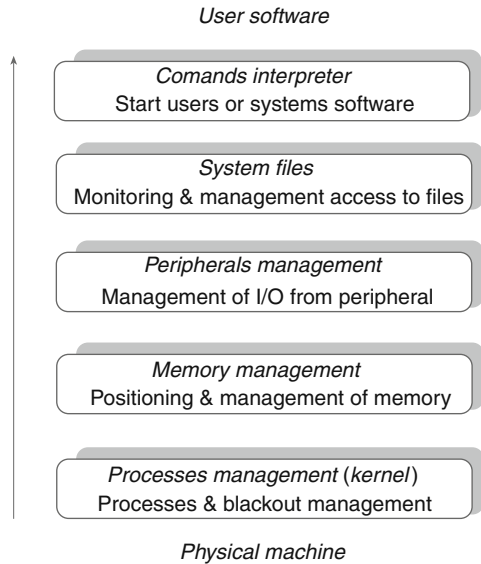 User software
Comands interpreter
Start users or systems software
System files
Monitoring & management access to files
Peripherals management
Management of I/O from peripheral
Memory management
Positioning & management of memory
Processes management (kernel)
Processes & blackout management
Physical machine